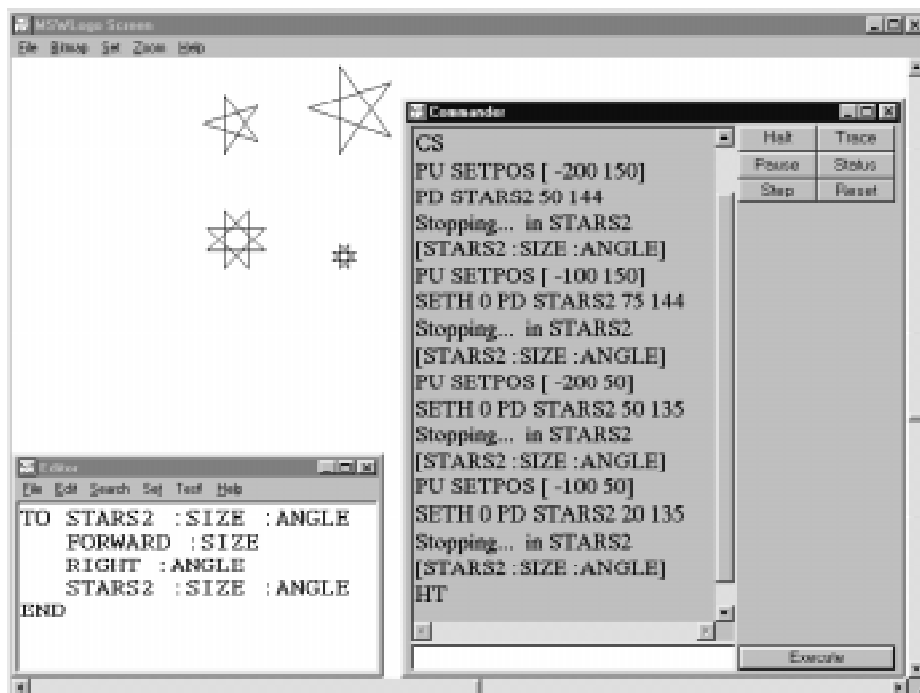 MSWLogo Screen
File Bitmap Set Zoom Help
Commander
CS
PU SETPOS [ -200 150]
PD STARS2 50 144
Stopping... in STARS2
[STARS2 :SIZE :ANGLE]
PU SETPOS [ -100 150]
SETH 0 PD STARS2 75 144
Stopping... in STARS2
[STARS2 :SIZE :ANGLE]
PU SETPOS [ -200 50]
SETH 0 PD STARS2 50 135
Stopping... in STARS2
[STARS2 :SIZE :ANGLE]
PU SETPOS [ -100 50]
SETH 0 PD STARS2 20 135
Stopping... in STARS2
[STARS2 :SIZE :ANGLE]
HT
Halt Trace
Pause Status
Step Reset
Execute
Editor
File Edit Search Set Test! Help
TO STARS2 :SIZE :ANGLE
FORWARD :SIZE
RIGHT :ANGLE
STARS2 :SIZE :ANGLE
END